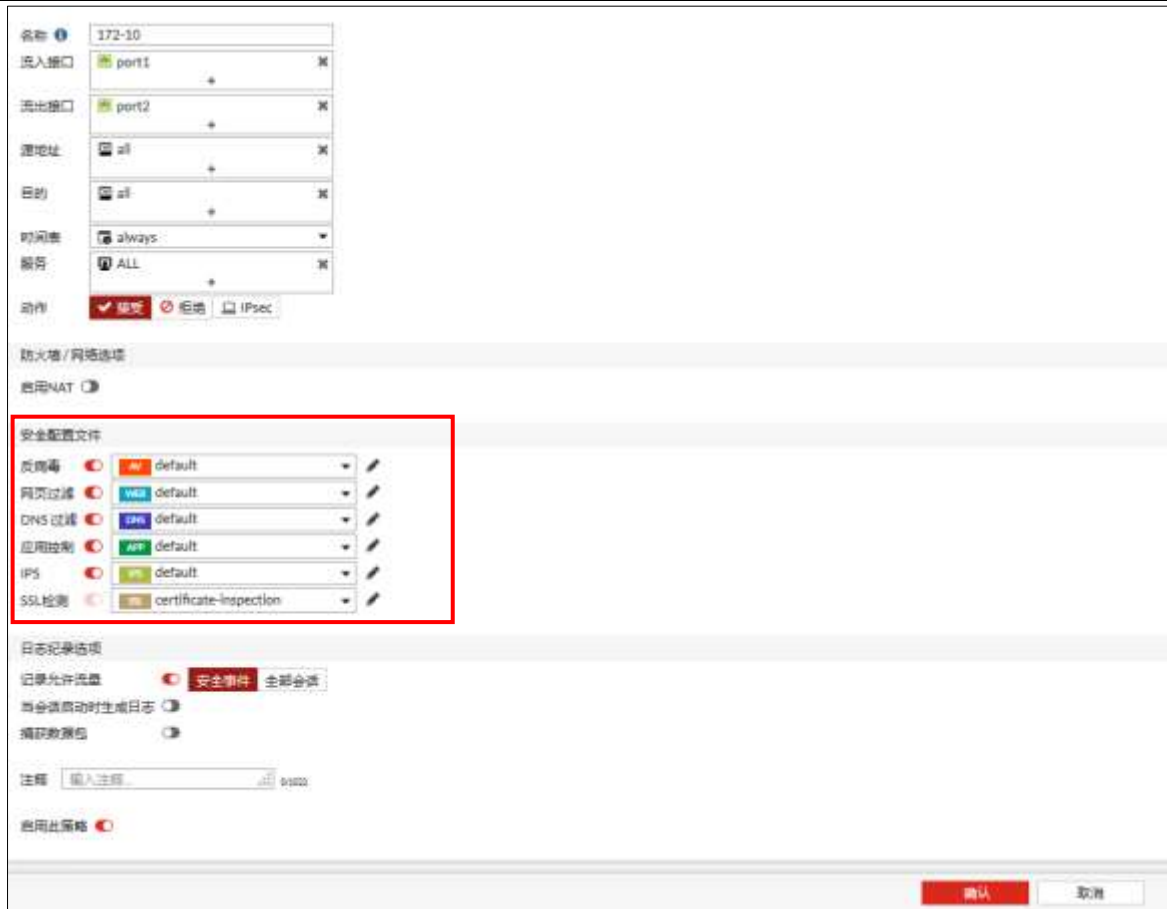 名称 172-10
流入接口 port1
流出接口 port2
源地址 all
目的 all
时间表 always
服务 ALL
动作 接受 拒绝 IPsec
防火墙/网络选项
启用NAT
安全配置文件
反病毒 AV default
网页过滤 WEB default
DNS 过滤 DNS default
应用控制 APP default
IPS IPS default
SSL检测 certificate-inspection
日志纪录选项
记录允许流量 安全事件 全部会话
当会话启动时生成日志
捕获数据包
注释 输入注释... 0/1023
启用此策略
确认 取消